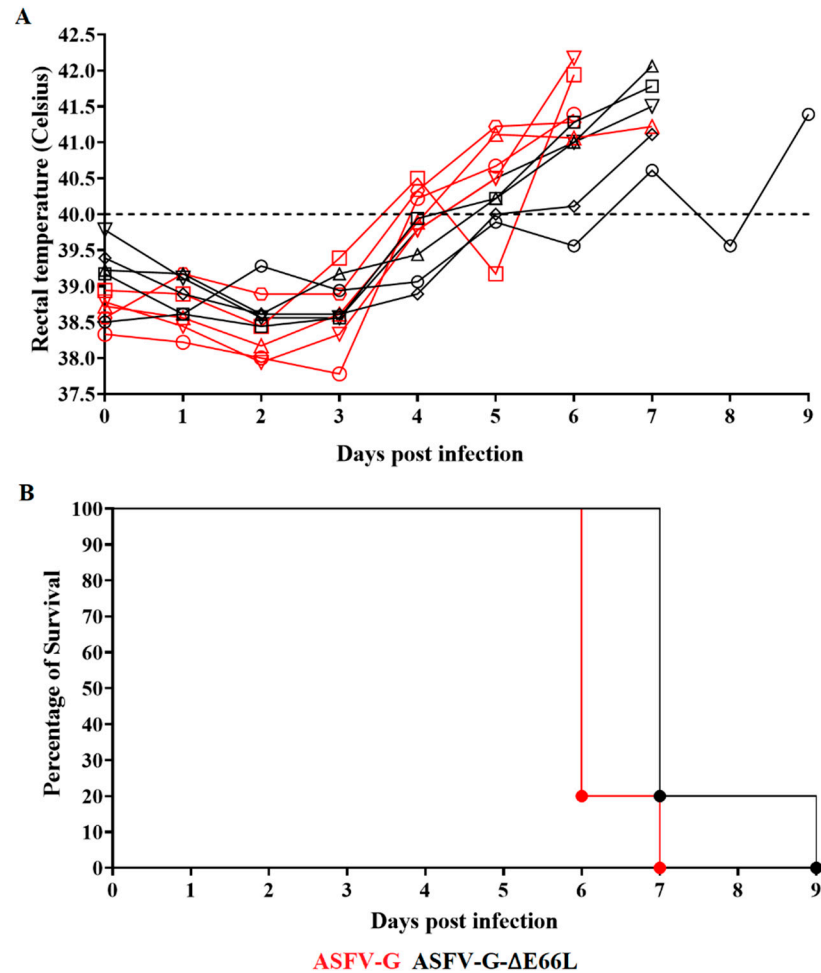 A
Rectal temperature (Celsius)
42.5
42.0
41.5
41.0
40.5
40.0
39.5
39.0
38.5
38.0
37.5
0 1 2 3 4 5 6 7 8 9
Days post infection
B
Percentage of Survival
100
90
80
70
60
50
40
30
20
10
0
0 1 2 3 4 5 6 7 8 9
Days post infection
ASFV-G ASFV-G-ΔE66L